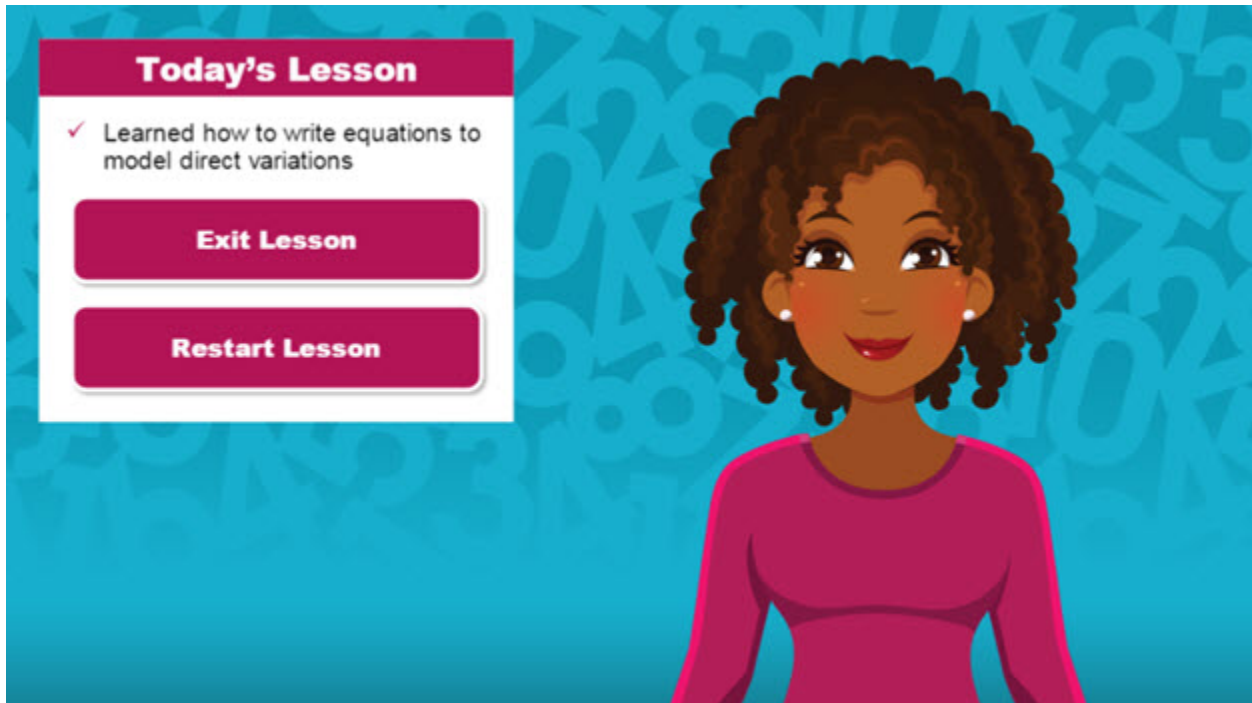 Today's Lesson
✓ Learned how to write equations to
model direct variations
Exit Lesson
Restart Lesson